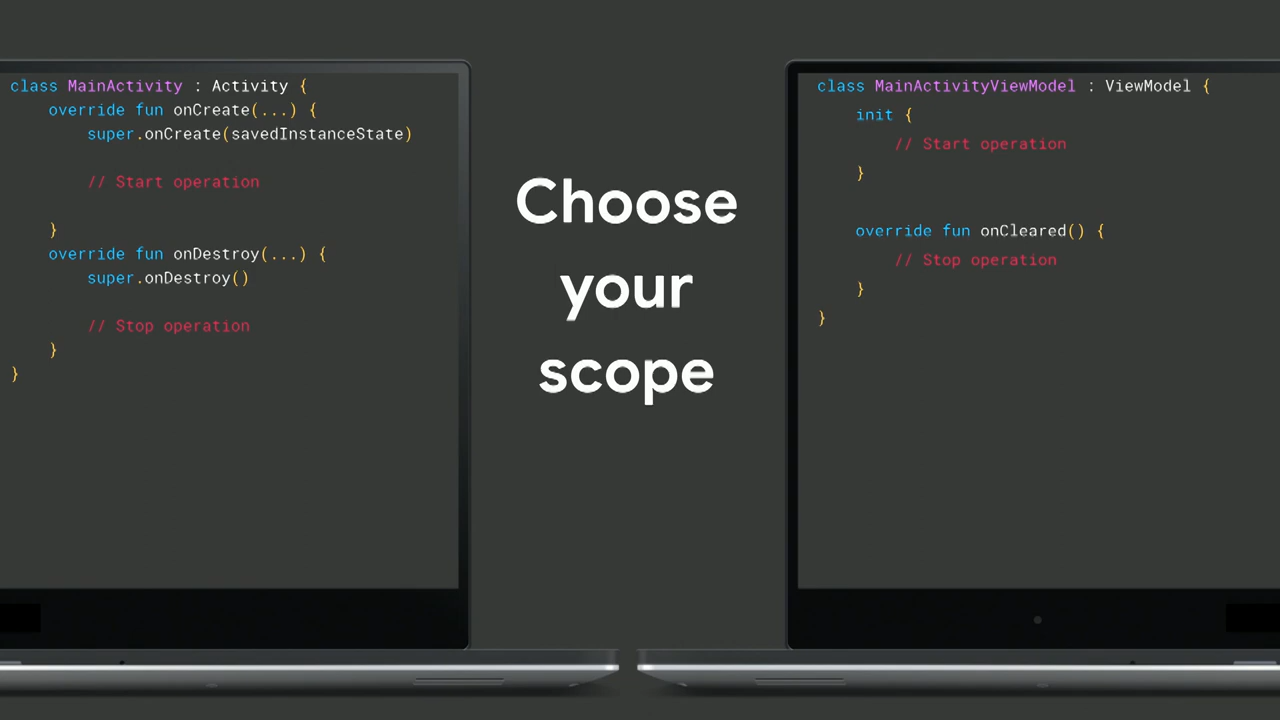 class MainActivity : Activity {
override fun onCreate(...) {
super.onCreate(savedInstanceState)
// Start operation
}
override fun onDestroy(...) {
super.onDestroy()
// Stop operation
}
}
Choose
your
scope
class MainActivityViewModel : ViewModel {
init {
// Start operation
}
override fun onCleared() {
// Stop operation
}
}